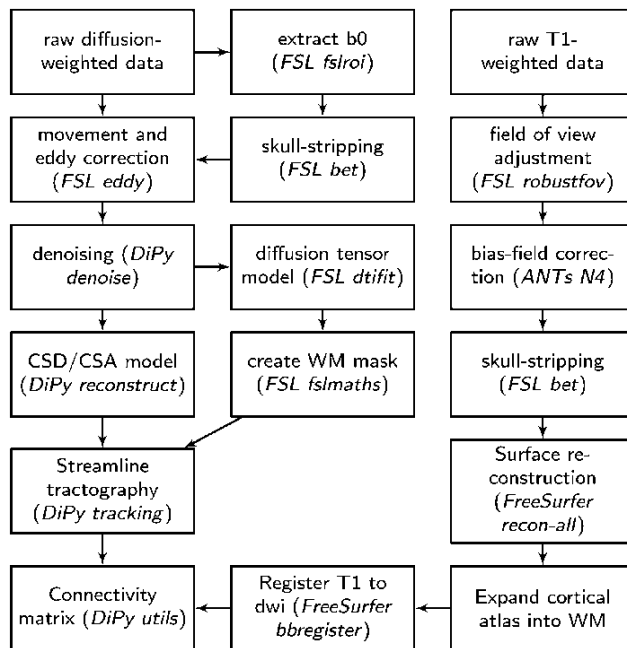 raw diffusion-
weighted data
extract b0
(FSL fslroi)
raw T1-
weighted data
movement and
eddy correction
(FSL eddy)
skull-stripping
(FSL bet)
field of view
adjustment
(FSL robustfov)
denoising (DiPy
denoise)
diffusion tensor
model (FSL dtifit)
bias-field correc-
tion (ANTs N4)
CSD/CSA model
(DiPy reconstruct)
create WM mask
(FSL fslmaths)
skull-stripping
(FSL bet)
Streamline
tractography
(DiPy tracking)
Surface re-
construction
(FreeSurfer
recon-all)
Connectivity
matrix (DiPy utils)
Register T1 to
dwi (FreeSurfer
bbregister)
Expand cortical
atlas into WM